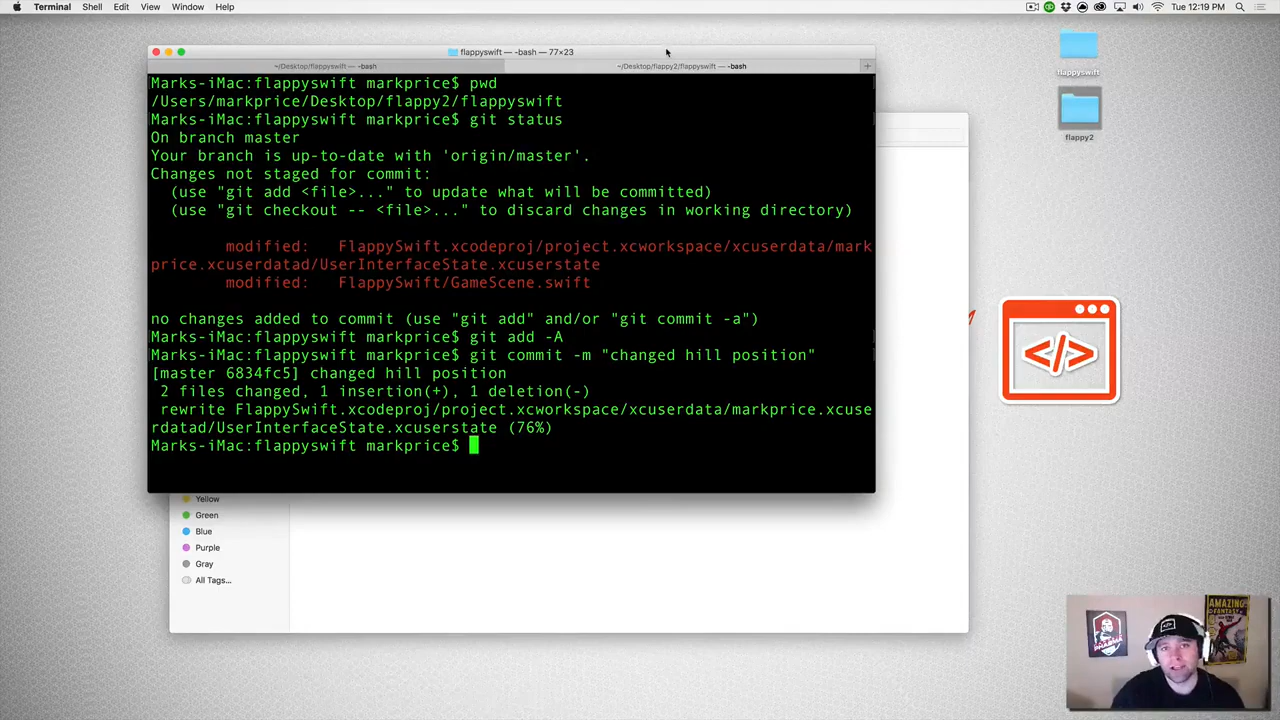 Terminal Shell Edit View Window Help
Tue 12:19 PM
flappyswift — -bash — 77×23
~/Desktop/flappyswift — -bash
~/Desktop/flappy2/flappyswift — -bash
+
Marks-iMac:flappyswift markprice$ pwd
/Users/markprice/Desktop/flappy2/flappyswift
Marks-iMac:flappyswift markprice$ git status
On branch master
Your branch is up-to-date with 'origin/master'.
Changes not staged for commit:
(use "git add <file>..." to update what will be committed)
(use "git checkout -- <file>..." to discard changes in working directory)
modified: FlappySwift.xcodeproj/project.xcworkspace/xcuserdata/mark
price.xcuserdatad/UserInterfaceState.xcuserstate
modified: FlappySwift/GameScene.swift
no changes added to commit (use "git add" and/or "git commit -a")
Marks-iMac:flappyswift markprice$ git add -A
Marks-iMac:flappyswift markprice$ git commit -m "changed hill position"
[master 6834fc5] changed hill position
2 files changed, 1 insertion(+), 1 deletion(-)
rewrite FlappySwift.xcodeproj/project.xcworkspace/xcuserdata/markprice.xcuse
rdatad/UserInterfaceState.xcuserstate (76%)
Marks-iMac:flappyswift markprice$
Yellow
Green
Blue
Purple
Gray
All Tags...
flappyswift
flappy2
</>
AMAZING
FANTASY